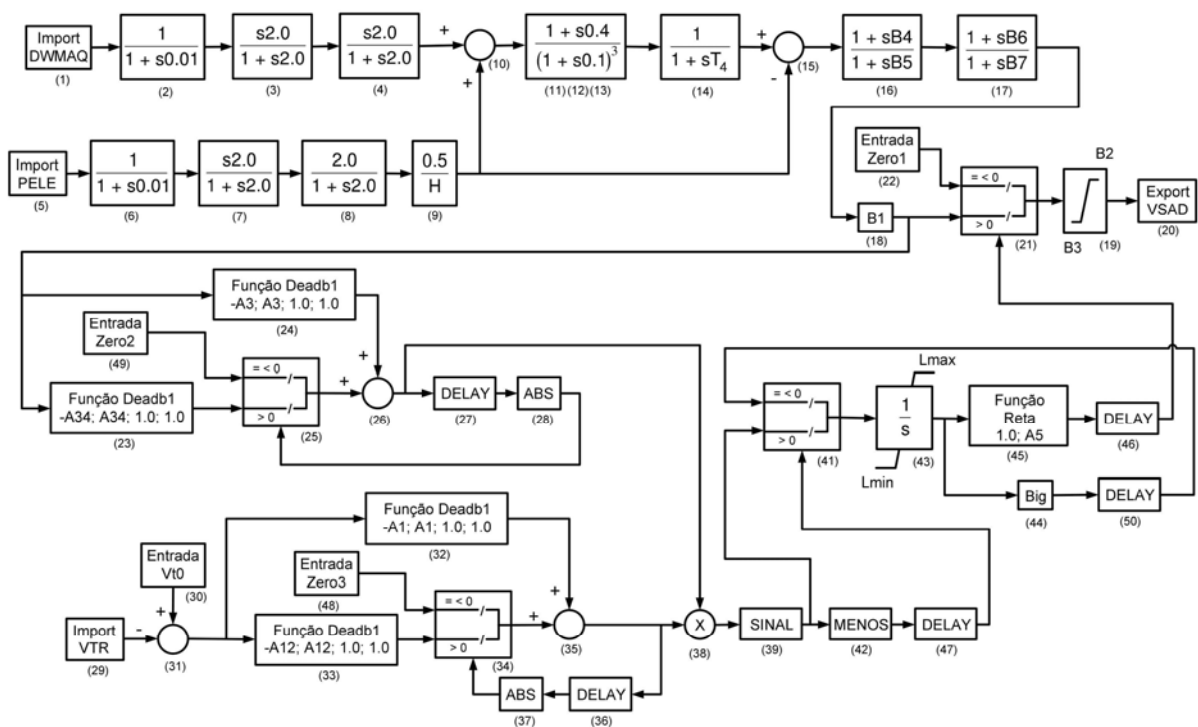 Import
DWMAQ
(1)
1
1 + s0.01
(2)
s2.0
1 + s2.0
(3)
s2.0
1 + s2.0
(4)
+
+
(10)
1 + s0.4
(1 + s0.1)³
(11) (12) (13)
1
1 + sT₄
(14)
+
-
(15)
1 + sB4
1 + sB5
(16)
1 + sB6
1 + sB7
(17)
Import
PELE
(5)
1
1 + s0.01
(6)
s2.0
1 + s2.0
(7)
2.0
1 + s2.0
(8)
0.5
H
(9)
Entrada
Zero1
(22)
B1
(18)
= < 0
> 0
(21)
B2
B3
(19)
Export
VSAD
(20)
Função Deadb1
-A3; A3; 1.0; 1.0
(24)
Entrada
Zero2
(49)
Função Deadb1
-A34; A34; 1.0; 1.0
(23)
= < 0
> 0
(25)
+
+
(26)
DELAY
(27)
ABS
(28)
= < 0
> 0
(41)
Lmax
1
s
Lmin
(43)
Função
Reta
1.0; A5
(45)
DELAY
(46)
Big
(44)
DELAY
(50)
Função Deadb1
-A1; A1; 1.0; 1.0
(32)
Entrada
Vt0
(30)
Entrada
Zero3
(48)
Import
VTR
(29)
+
-
(31)
Função Deadb1
-A12; A12; 1.0; 1.0
(33)
= < 0
> 0
(34)
+
+
(35)
ABS
(37)
DELAY
(36)
X
(38)
SINAL
(39)
MENOS
(42)
DELAY
(47)